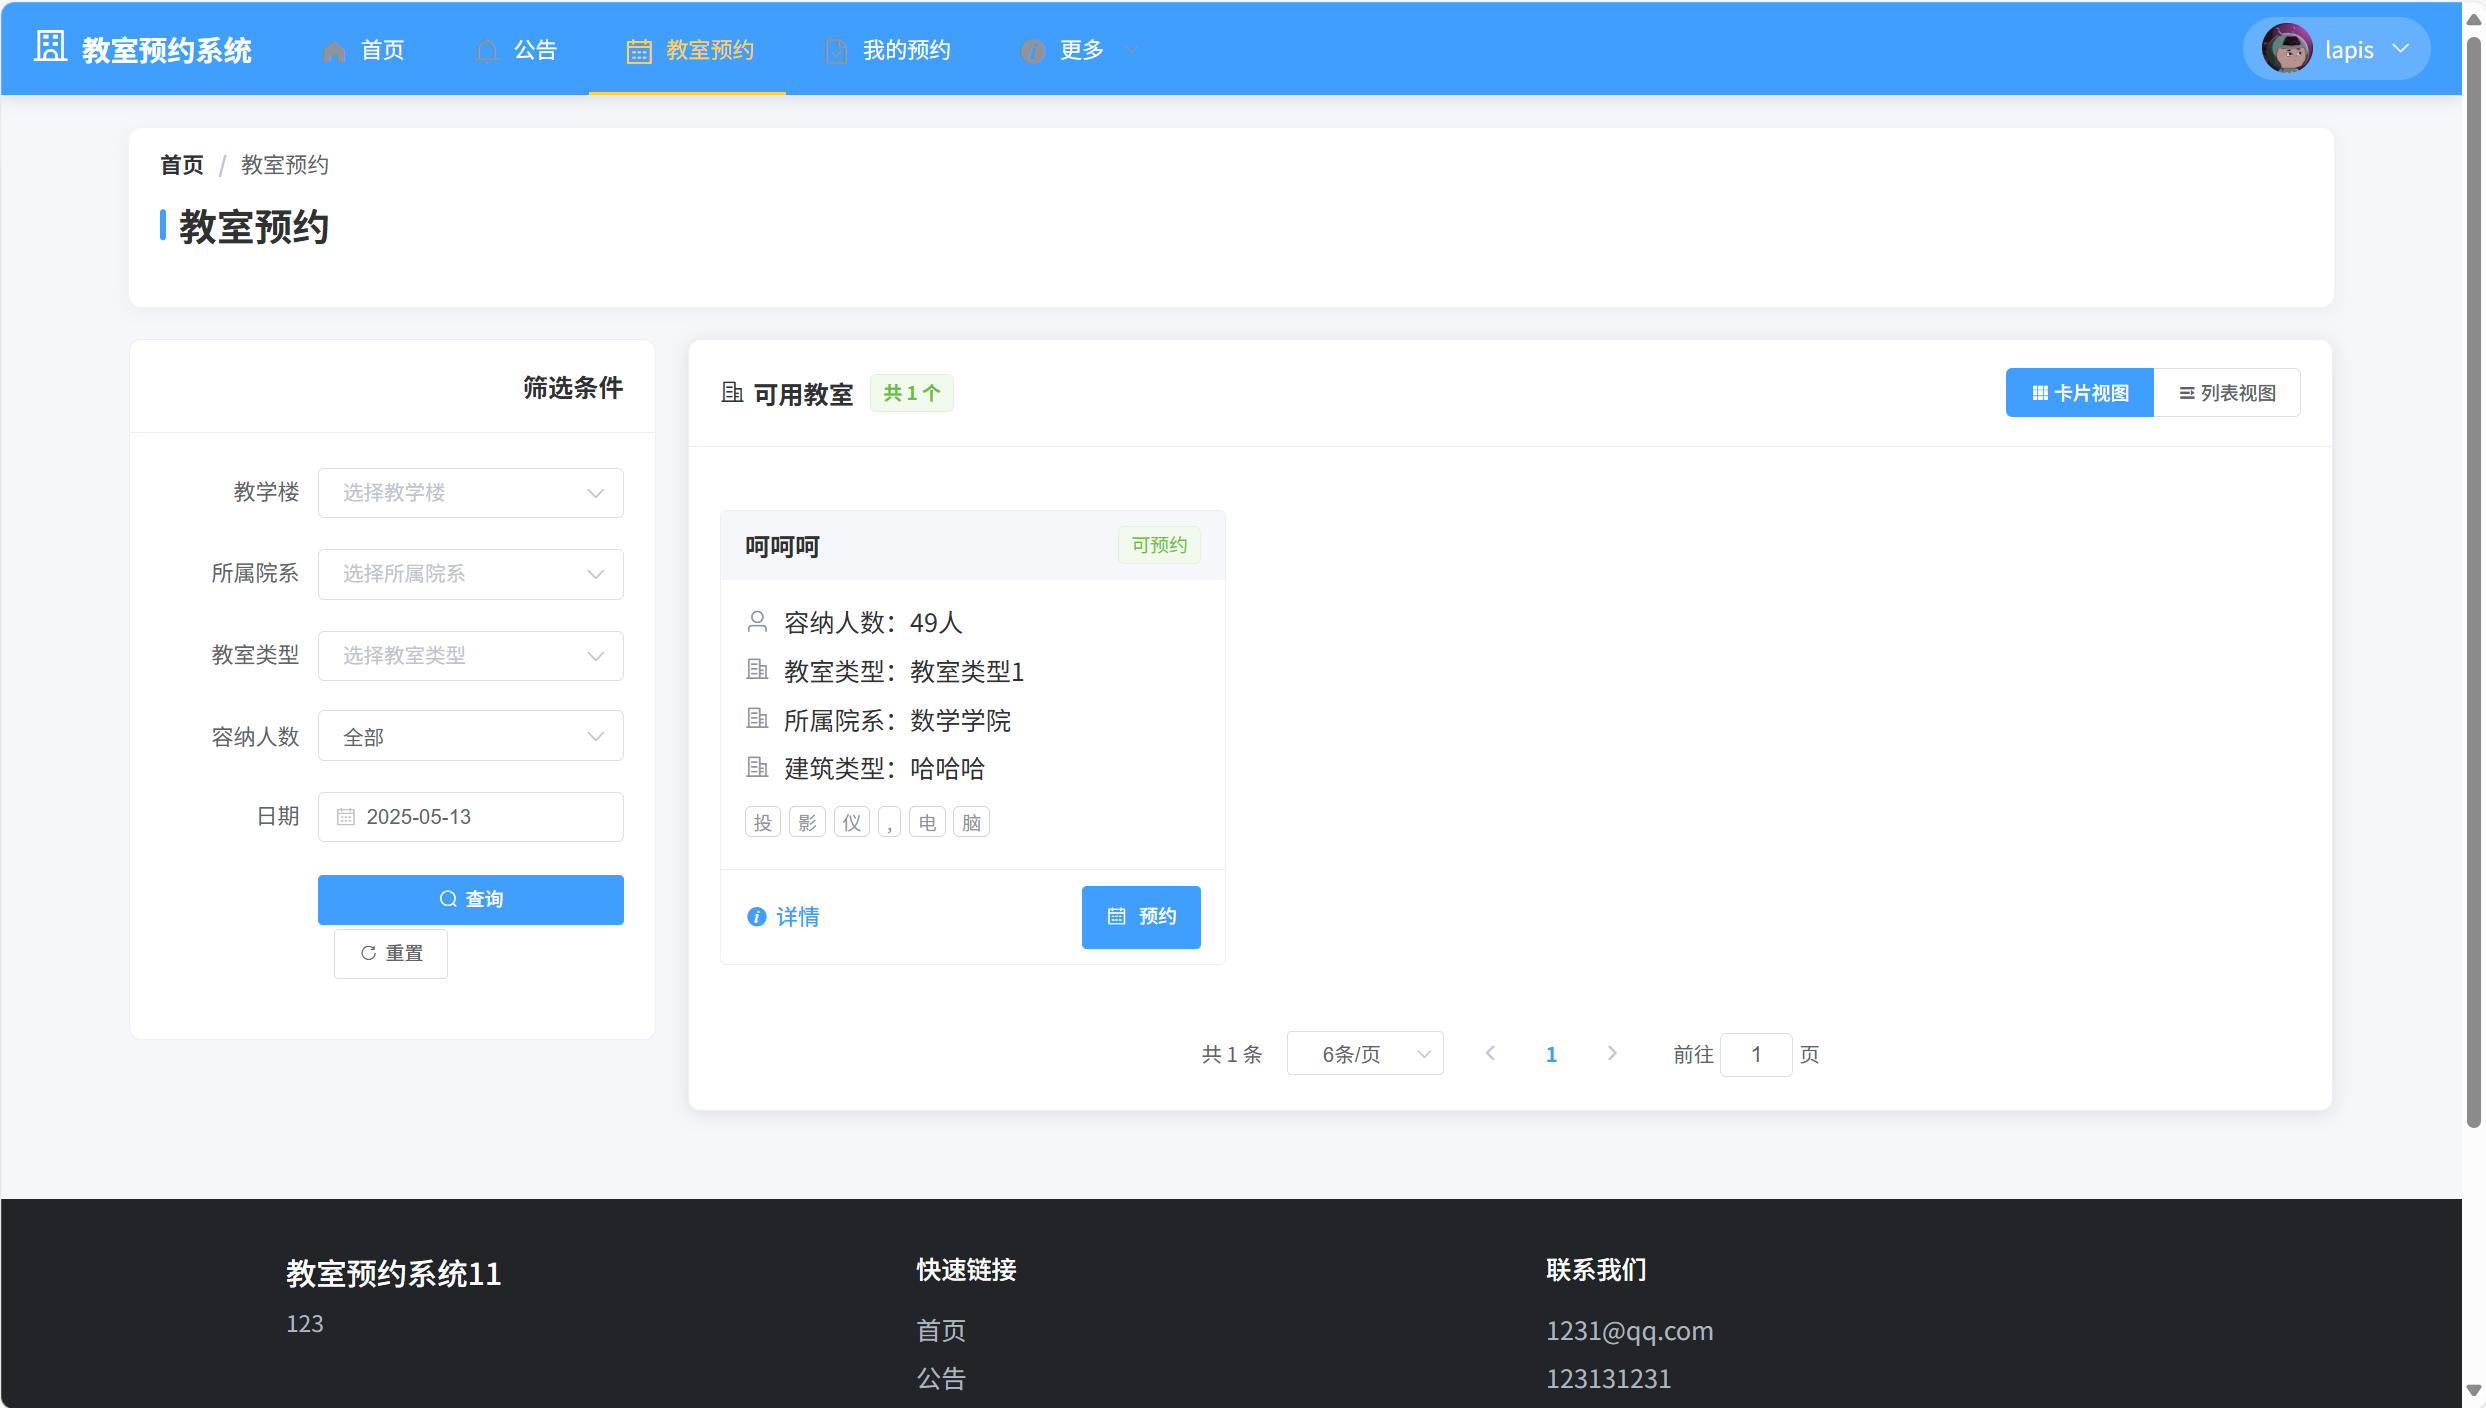 教室预约系统 首页 公告 教室预约 我的预约 更多 lapis
首页 / 教室预约
教室预约
筛选条件
教学楼 选择教学楼
所属院系 选择所属院系
教室类型 选择教室类型
容纳人数 全部
日期 2025-05-13
查询
重置
可用教室 共 1 个 卡片视图 列表视图
呵呵呵 可预约
容纳人数：49人
教室类型：教室类型1
所属院系：数学学院
建筑类型：哈哈哈
投 影 仪 , 电 脑
详情 预约
共 1 条 6条/页 1 前往 1 页
教室预约系统11
123
快速链接
首页
公告
联系我们
1231@qq.com
123131231